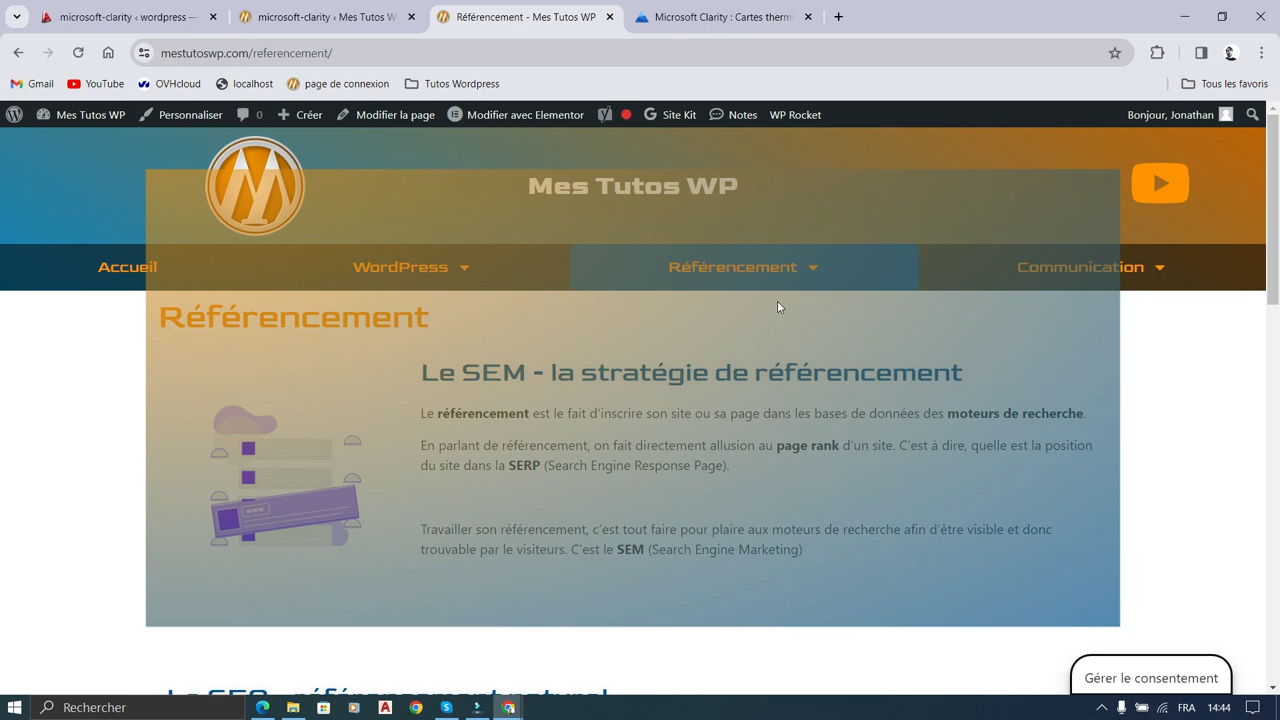 microsoft-clarity ‹ wordpress —
microsoft-clarity ‹ Mes Tutos W
Référencement - Mes Tutos WP
Microsoft Clarity : Cartes therm
mestutoswp.com/referencement/
Gmail
YouTube
OVHcloud
localhost
page de connexion
Tutos Wordpress
Tous les favoris
Mes Tutos WP
Personnaliser
0
Créer
Modifier la page
Modifier avec Elementor
Site Kit
Notes
WP Rocket
Bonjour, Jonathan
Mes Tutos WP
Accueil
WordPress
Référencement
Communication
Référencement
Le SEM - la stratégie de référencement
Le référencement est le fait d'inscrire son site ou sa page dans les bases de données des moteurs de recherche.
En parlant de référencement, on fait directement allusion au page rank d'un site. C'est à dire, quelle est la position
du site dans la SERP (Search Engine Response Page).
www
Travailler son référencement, c'est tout faire pour plaire aux moteurs de recherche afin d'être visible et donc
trouvable par le visiteurs. C'est le SEM (Search Engine Marketing)
Gérer le consentement
Le SEO - référencement naturel
Rechercher
FRA
14:44